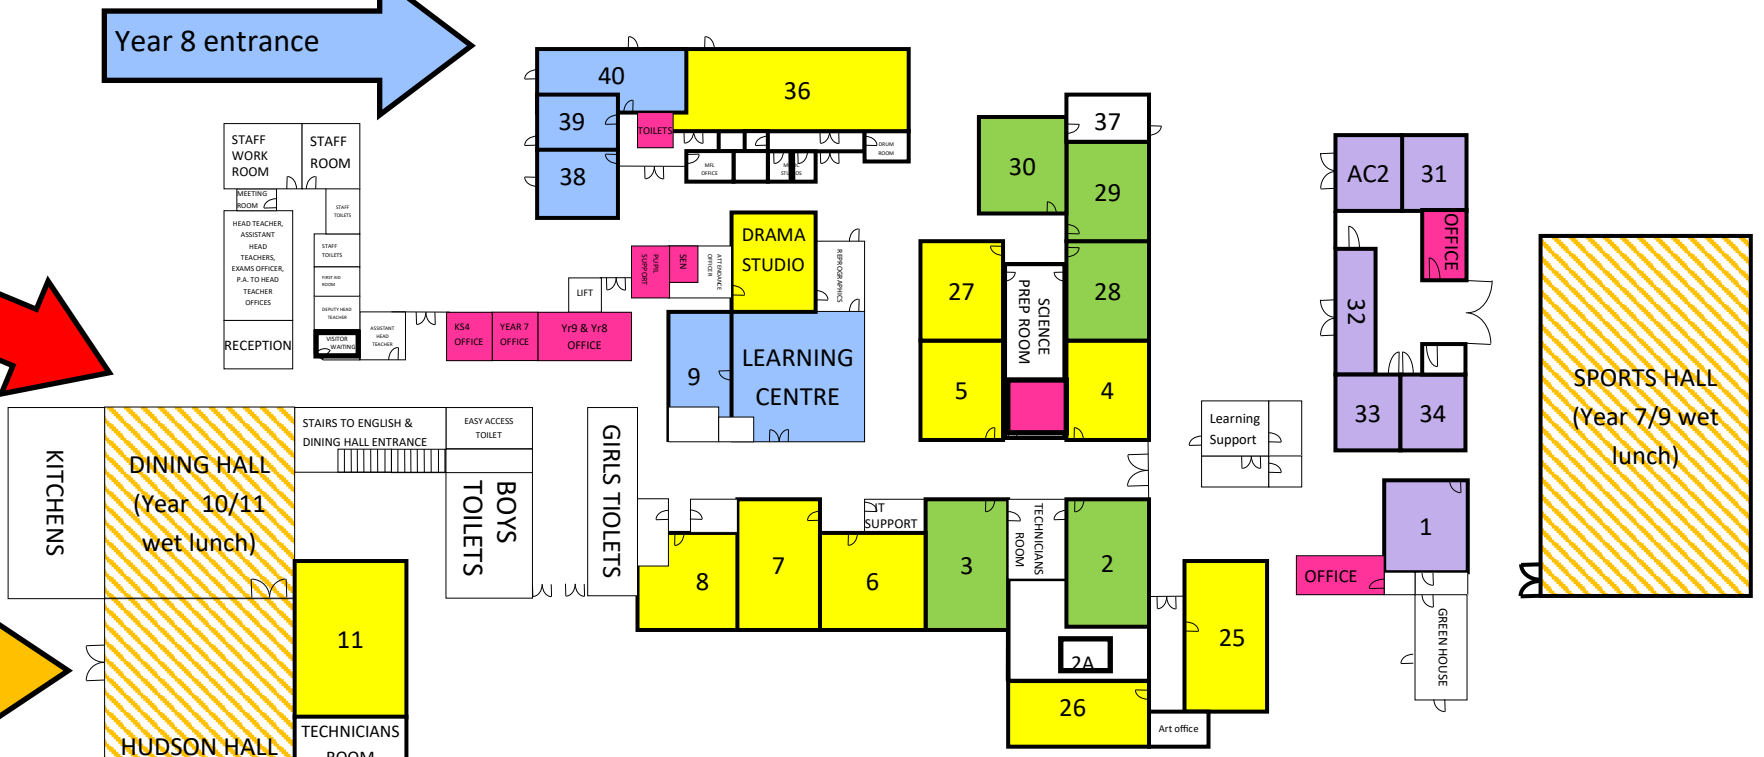 Year 8 entrance
40
36
39
TOILETS
38
MFL
OFFICE
DRUM
ROOM
37
30
29
STAFF
WORK
ROOM
STAFF
ROOM
MEETING
ROOM
STAFF
TOILETS
HEAD TEACHER,
ASSISTANT
HEAD
TEACHERS,
EXAMS OFFICER,
P.A. TO HEAD
TEACHER
OFFICES
STAFF
TOILETS
FIRST AID
ROOM
DEPUTY HEAD
TEACHER
VISITOR
WAITING
ASSISTANT
HEAD
TEACHER
RECEPTION
AC2
31
OFFICE
32
33
34
DRAMA
STUDIO
PUPIL
SUPPORT
SEN
ATTENDANCE
OFFICER
REPROGRAPHICS
LIFT
KS4
OFFICE
YEAR 7
OFFICE
Yr9 & Yr8
OFFICE
9
LEARNING
CENTRE
27
28
SCIENCE
PREP ROOM
5
4
SPORTS HALL
(Year 7/9 wet
lunch)
Learning
Support
KITCHENS
DINING HALL
(Year 10/11
wet lunch)
STAIRS TO ENGLISH &
DINING HALL ENTRANCE
EASY ACCESS
TOILET
BOYS
TOILETS
GIRLS TIOLETS
8
7
6
IT
SUPPORT
3
TECHNICIANS
ROOM
2
1
OFFICE
GREEN HOUSE
11
2A
25
26
Art office
HUDSON HALL
TECHNICIANS
ROOM